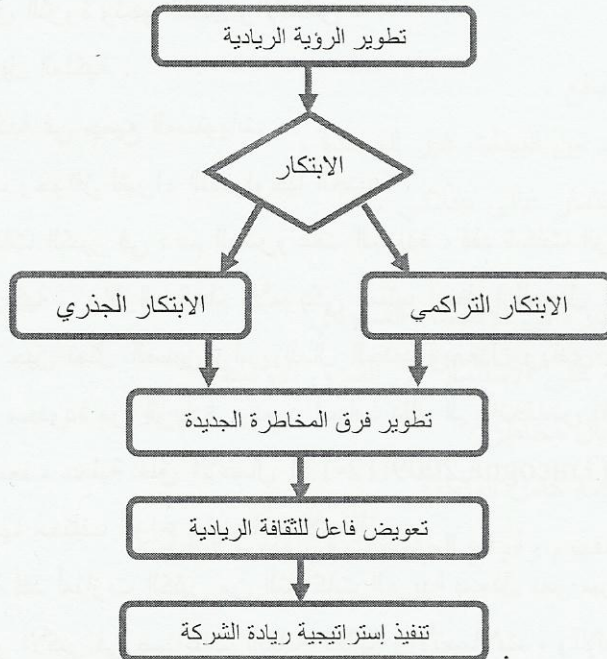 تطوير الرؤية الريادية
الابتكار
الابتكار التراكمي
الابتكار الجذري
تطوير فرق المخاطرة الجديدة
تعويض فاعل للثقافة الريادية
تنفيذ إستراتيجية ريادة الشركة